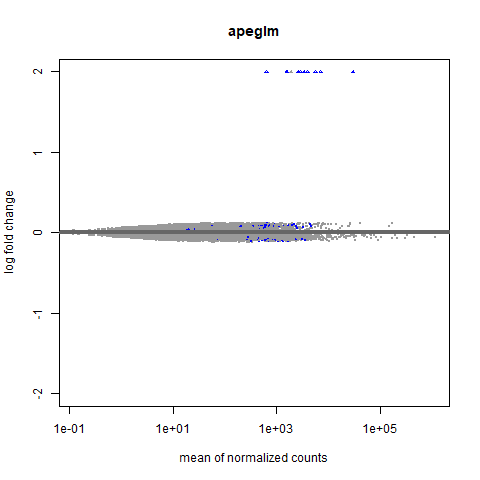 apeglm
2
1
0
-1
-2
log fold change
1e-01
1e+01
1e+03
1e+05
mean of normalized counts